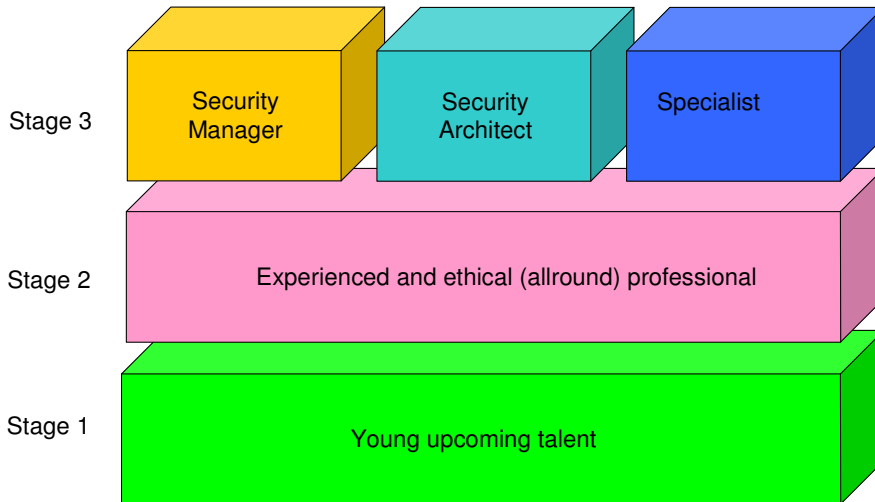 Stage 3
Security
Manager
Security
Architect
Specialist
Stage 2
Experienced and ethical (allround) professional
Stage 1
Young upcoming talent